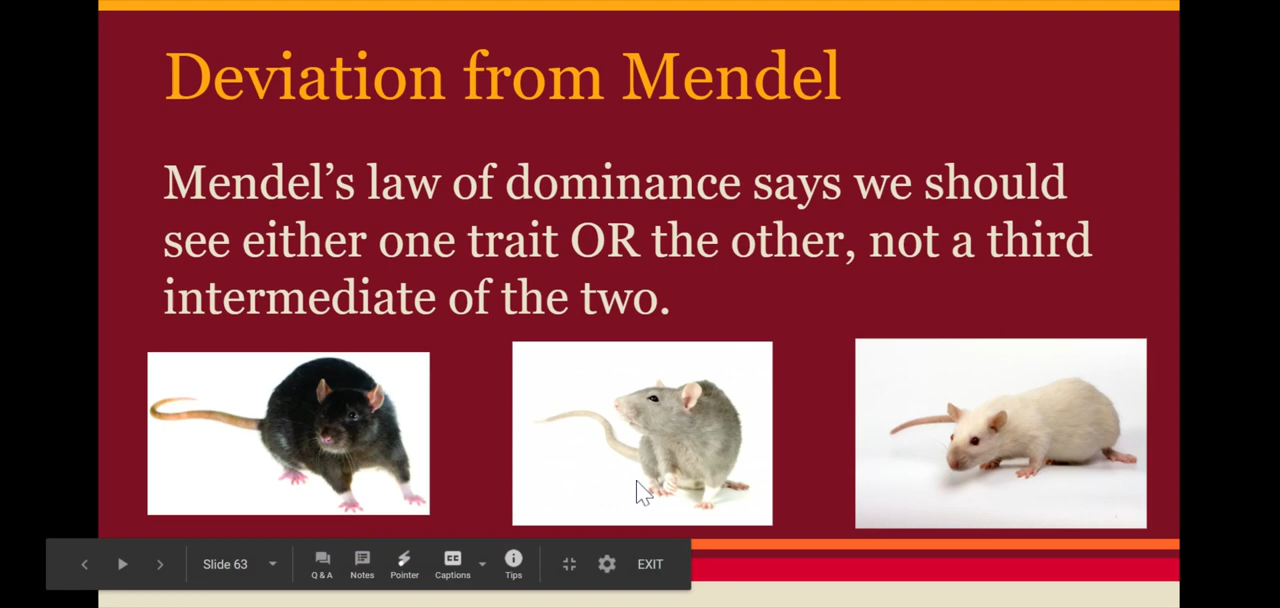 Deviation from Mendel
Mendel’s law of dominance says we should
see either one trait OR the other, not a third
intermediate of the two.
Slide 63
Q & A
Notes
Pointer
CC
Captions
Tips
EXIT